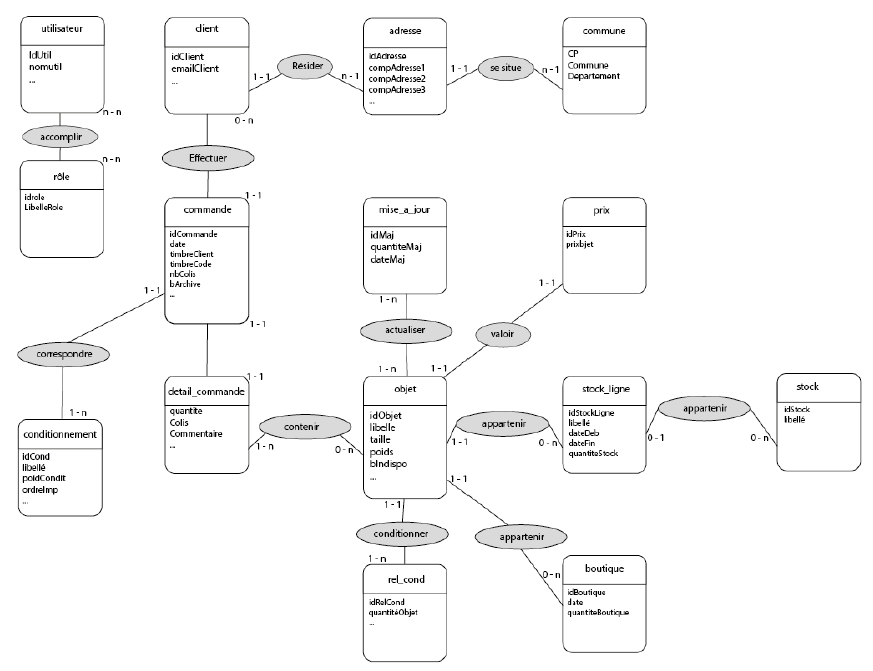 utilisateur
IdUtil
nomutil
...
n - n
accomplir
n - n
rôle
idrole
LibelleRole
client
idClient
emailClient
...
1 - 1
Résider
n - 1
adresse
idAdresse
compAdresse1
compAdresse2
compAdresse3
...
1 - 1
se situe
n - 1
commune
CP
Commune
Departement
0 - n
Effectuer
1 - 1
commande
idCommande
date
timbreClient
timbreCode
nbColis
bArchive
...
1 - 1
correspondre
1 - n
conditionnement
idCond
libellé
poidCondit
ordreImp
...
1 - 1
1 - 1
detail_commande
quantite
Colis
Commentaire
...
1 - n
contenir
0 - n
mise_a_jour
idMaj
quantiteMaj
dateMaj
1 - n
actualiser
1 - n
prix
idPrix
prixbjet
1 - 1
valoir
1 - 1
objet
idObjet
libelle
taille
poids
bIndispo
...
1 - 1
appartenir
0 - n
stock_ligne
idStockLigne
libellé
dateDeb
dateFin
quantiteStock
0 - 1
appartenir
0 - n
stock
idStock
libellé
1 - 1
conditionner
1 - n
rel_cond
idRelCond
quantitéObjet
...
1 - 1
appartenir
0 - n
boutique
idBoutique
date
quantiteBoutique